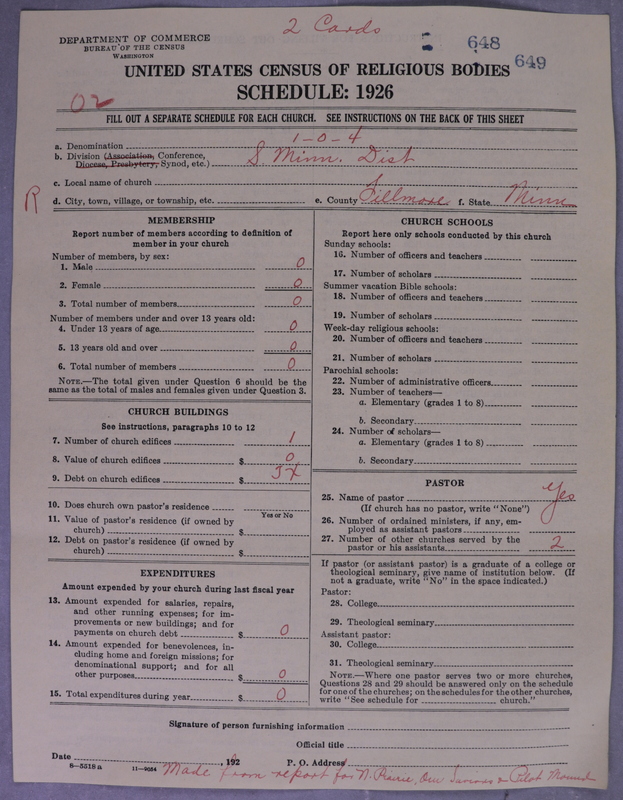 2 Cards
DEPARTMENT OF COMMERCE
BUREAU OF THE CENSUS
WASHINGTON
648
649
UNITED STATES CENSUS OF RELIGIOUS BODIES
SCHEDULE: 1926
02
FILL OUT A SEPARATE SCHEDULE FOR EACH CHURCH. SEE INSTRUCTIONS ON THE BACK OF THIS SHEET
a. Denomination 1-0-4
b. Division (Association, Conference,
Diocese, Presbytery, Synod, etc.) S Minn. Dist
c. Local name of church
R
d. City, town, village, or township, etc. e. County Fillmore f. State Minn
MEMBERSHIP
Report number of members according to definition of
member in your church
Number of members, by sex:
1. Male 0
2. Female 0
3. Total number of members 0
Number of members under and over 13 years old:
4. Under 13 years of age 0
5. 13 years old and over 0
6. Total number of members 0
NOTE.—The total given under Question 6 should be the
same as the total of males and females given under Question 3.
CHURCH BUILDINGS
See instructions, paragraphs 10 to 12
7. Number of church edifices 1
8. Value of church edifices $ 0
9. Debt on church edifices $ 5X
10. Does church own pastor's residence
Yes or No
11. Value of pastor's residence (if owned by
church) $
12. Debt on pastor's residence (if owned by
church) $
EXPENDITURES
Amount expended by your church during last fiscal year
13. Amount expended for salaries, repairs,
and other running expenses; for im-
provements or new buildings; and for
payments on church debt $ 0
14. Amount expended for benevolences, in-
cluding home and foreign missions; for
denominational support; and for all
other purposes $ 0
15. Total expenditures during year $ 0
CHURCH SCHOOLS
Report here only schools conducted by this church
Sunday schools:
16. Number of officers and teachers
17. Number of scholars
Summer vacation Bible schools:
18. Number of officers and teachers
19. Number of scholars
Week-day religious schools:
20. Number of officers and teachers
21. Number of scholars
Parochial schools:
22. Number of administrative officers
23. Number of teachers—
a. Elementary (grades 1 to 8)
b. Secondary
24. Number of scholars—
a. Elementary (grades 1 to 8)
b. Secondary
PASTOR
25. Name of pastor yes
(If church has no pastor, write "None")
26. Number of ordained ministers, if any, em-
ployed as assistant pastors
27. Number of other churches served by the
pastor or his assistants 2
If pastor (or assistant pastor) is a graduate of a college or
theological seminary, give name of institution below. (If
not a graduate, write "No" in the space indicated.)
Pastor:
28. College
29. Theological seminary
Assistant pastor:
30. College
31. Theological seminary
NOTE.—Where one pastor serves two or more churches,
Questions 28 and 29 should be answered only on the schedule
for one of the churches; on the schedules for the other churches,
write "See schedule for church."
Signature of person furnishing information
Official title
Date , 192 P. O. Address
8-5518 a 11-9054 Made from report for N. Prairie, Our Saviors & Pilot Mound